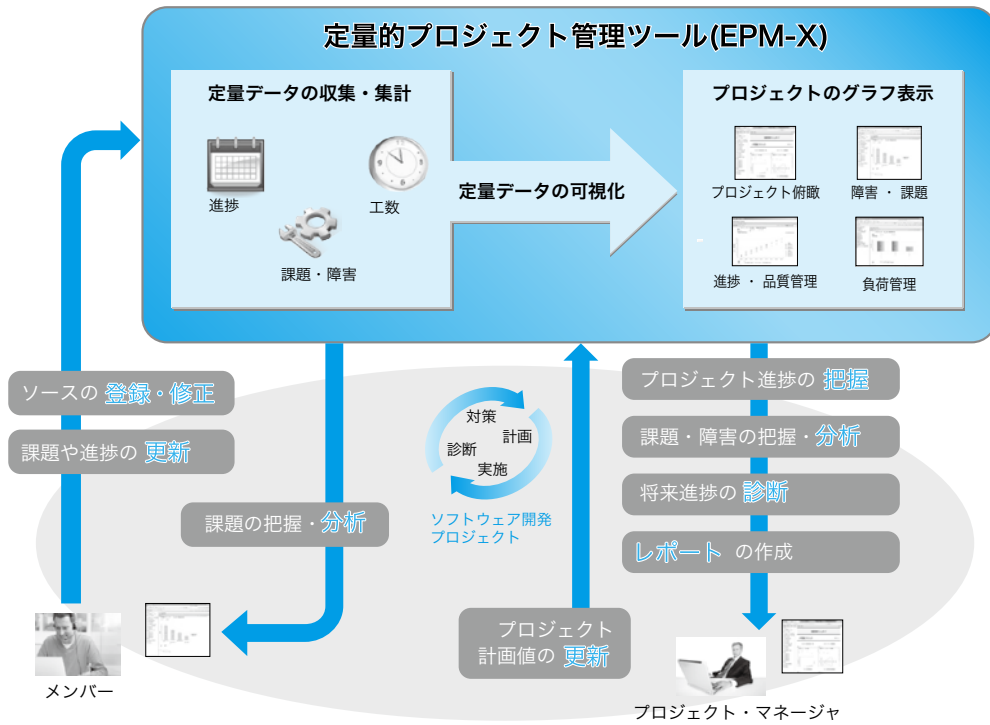 定量的プロジェクト管理ツール(EPM-X)
定量データの収集・集計
進捗
工数
課題・障害
定量データの可視化
プロジェクトのグラフ表示
プロジェクト俯瞰
障害 ・ 課題
進捗 ・ 品質管理
負荷管理
ソースの 登録・修正
課題や進捗の 更新
課題の把握・分析
対策
計画
診断
実施
ソフトウェア開発
プロジェクト
プロジェクト
計画値の 更新
プロジェクト進捗の 把握
課題・障害の把握・分析
将来進捗の 診断
レポート の作成
メンバー
プロジェクト・マネージャ